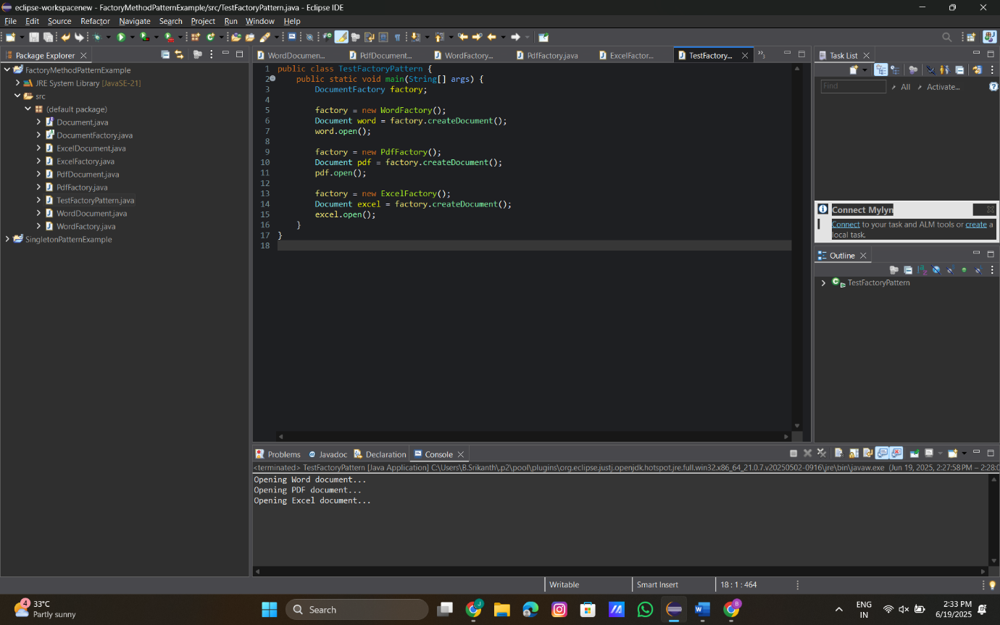 eclipse-workspacenew - FactoryMethodPatternExample/src/TestFactoryPattern.java - Eclipse IDE
File Edit Source Refactor Navigate Search Project Run Window Help
Package Explorer
FactoryMethodPatternExample
JRE System Library [JavaSE-21]
src
(default package)
Document.java
DocumentFactory.java
ExcelDocument.java
ExcelFactory.java
PdfDocument.java
PdfFactory.java
TestFactoryPattern.java
WordDocument.java
WordFactory.java
SingletonPatternExample
WordDocumen... PdfDocument... WordFactory... PdfFactory.java ExcelFactor... TestFactory... »3
1 public class TestFactoryPattern {
2 public static void main(String[] args) {
3 DocumentFactory factory;
4
5 factory = new WordFactory();
6 Document word = factory.createDocument();
7 word.open();
8
9 factory = new PdfFactory();
10 Document pdf = factory.createDocument();
11 pdf.open();
12
13 factory = new ExcelFactory();
14 Document excel = factory.createDocument();
15 excel.open();
16 }
17 }
18
Task List
Find All Activate...
Connect Mylyn
Connect to your task and ALM tools or create a
local task.
Outline
TestFactoryPattern
Problems Javadoc Declaration Console
<terminated> TestFactoryPattern [Java Application] C:\Users\B.Srikanth\.p2\pool\plugins\org.eclipse.justj.openjdk.hotspot.jre.full.win32.x86_64_21.0.7.v20250502-0916\jre\bin\javaw.exe (Jun 19, 2025, 2:27:58 PM – 2:28:0
Opening Word document...
Opening PDF document...
Opening Excel document...
Writable Smart Insert 18 : 1 : 464
4
33°C
Partly sunny
Search
ENG
IN
2:33 PM
6/19/2025